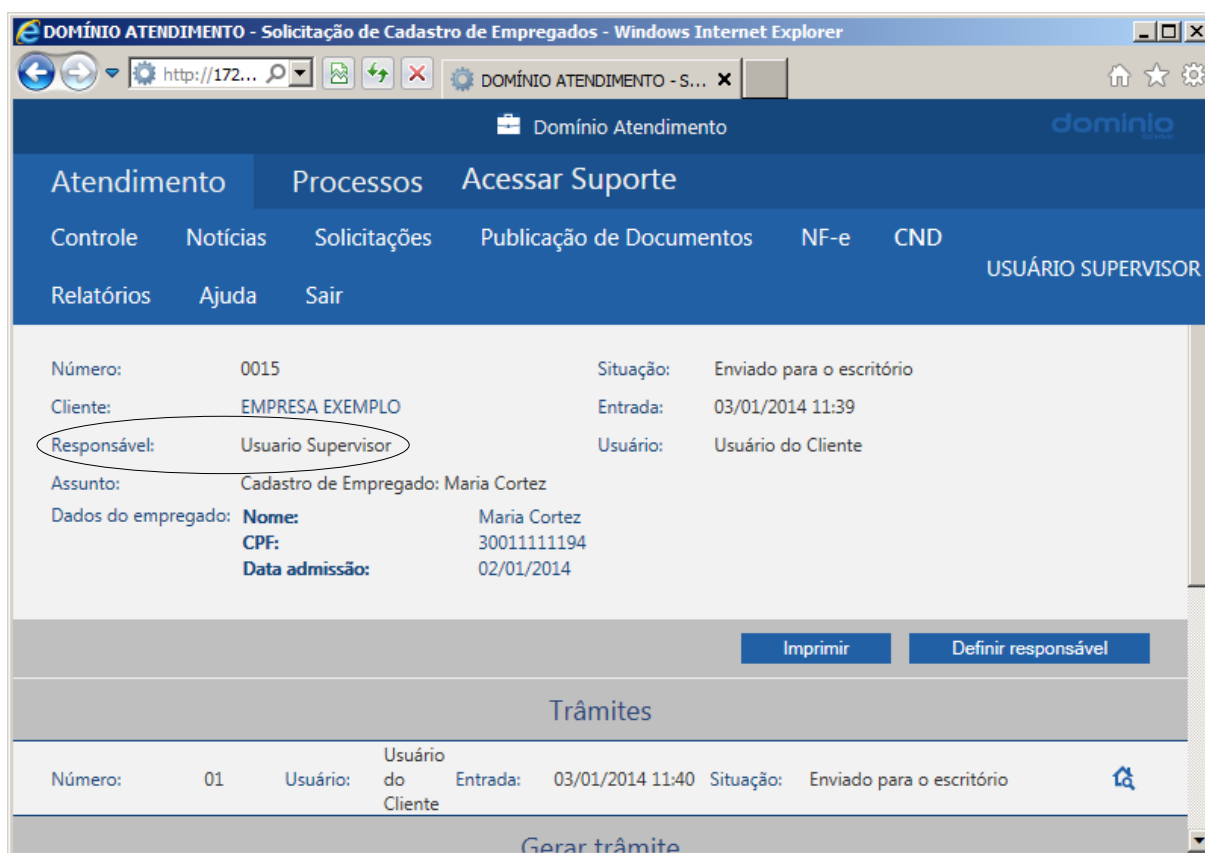 DOMÍNIO ATENDIMENTO - Solicitação de Cadastro de Empregados - Windows Internet Explorer
http://172... DOMÍNIO ATENDIMENTO - S...
Domínio Atendimento domínio
Atendimento Processos Acessar Suporte
Controle Notícias Solicitações Publicação de Documentos NF-e CND
USUÁRIO SUPERVISOR
Relatórios Ajuda Sair
Número: 0015 Situação: Enviado para o escritório
Cliente: EMPRESA EXEMPLO Entrada: 03/01/2014 11:39
Responsável: Usuario Supervisor Usuário: Usuário do Cliente
Assunto: Cadastro de Empregado: Maria Cortez
Dados do empregado: Nome: Maria Cortez
CPF: 30011111194
Data admissão: 02/01/2014
Imprimir Definir responsável
Trâmites
Número: 01 Usuário: Usuário do Cliente Entrada: 03/01/2014 11:40 Situação: Enviado para o escritório
Gerar trâmite